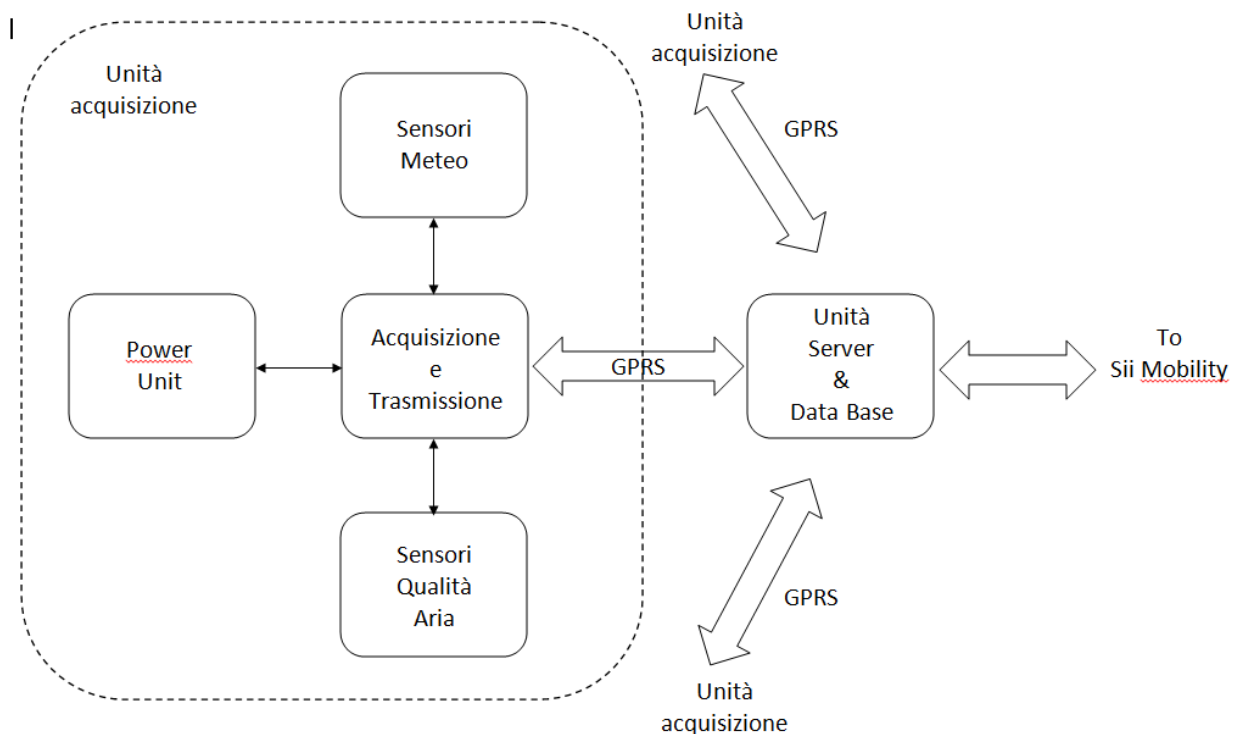 Unità
acquisizione
Sensori
Meteo
Power
Unit
Acquisizione
e
Trasmissione
Sensori
Qualità
Aria
GPRS
Unità
acquisizione
GPRS
Unità
Server
&
Data Base
To
Sii Mobility
GPRS
Unità
acquisizione